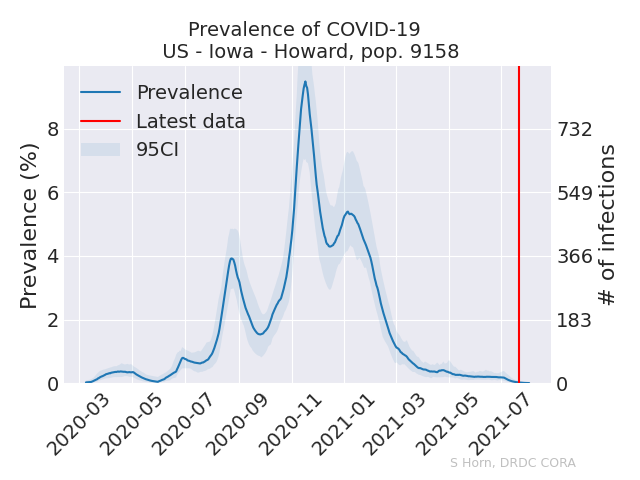 Prevalence of COVID-19
US - Iowa - Howard, pop. 9158
Prevalence
Latest data
95CI
Prevalence (%)
8
6
4
2
0
732
549
366
183
0
# of infections
2020-03
2020-05
2020-07
2020-09
2020-11
2021-01
2021-03
2021-05
2021-07
S Horn, DRDC CORA